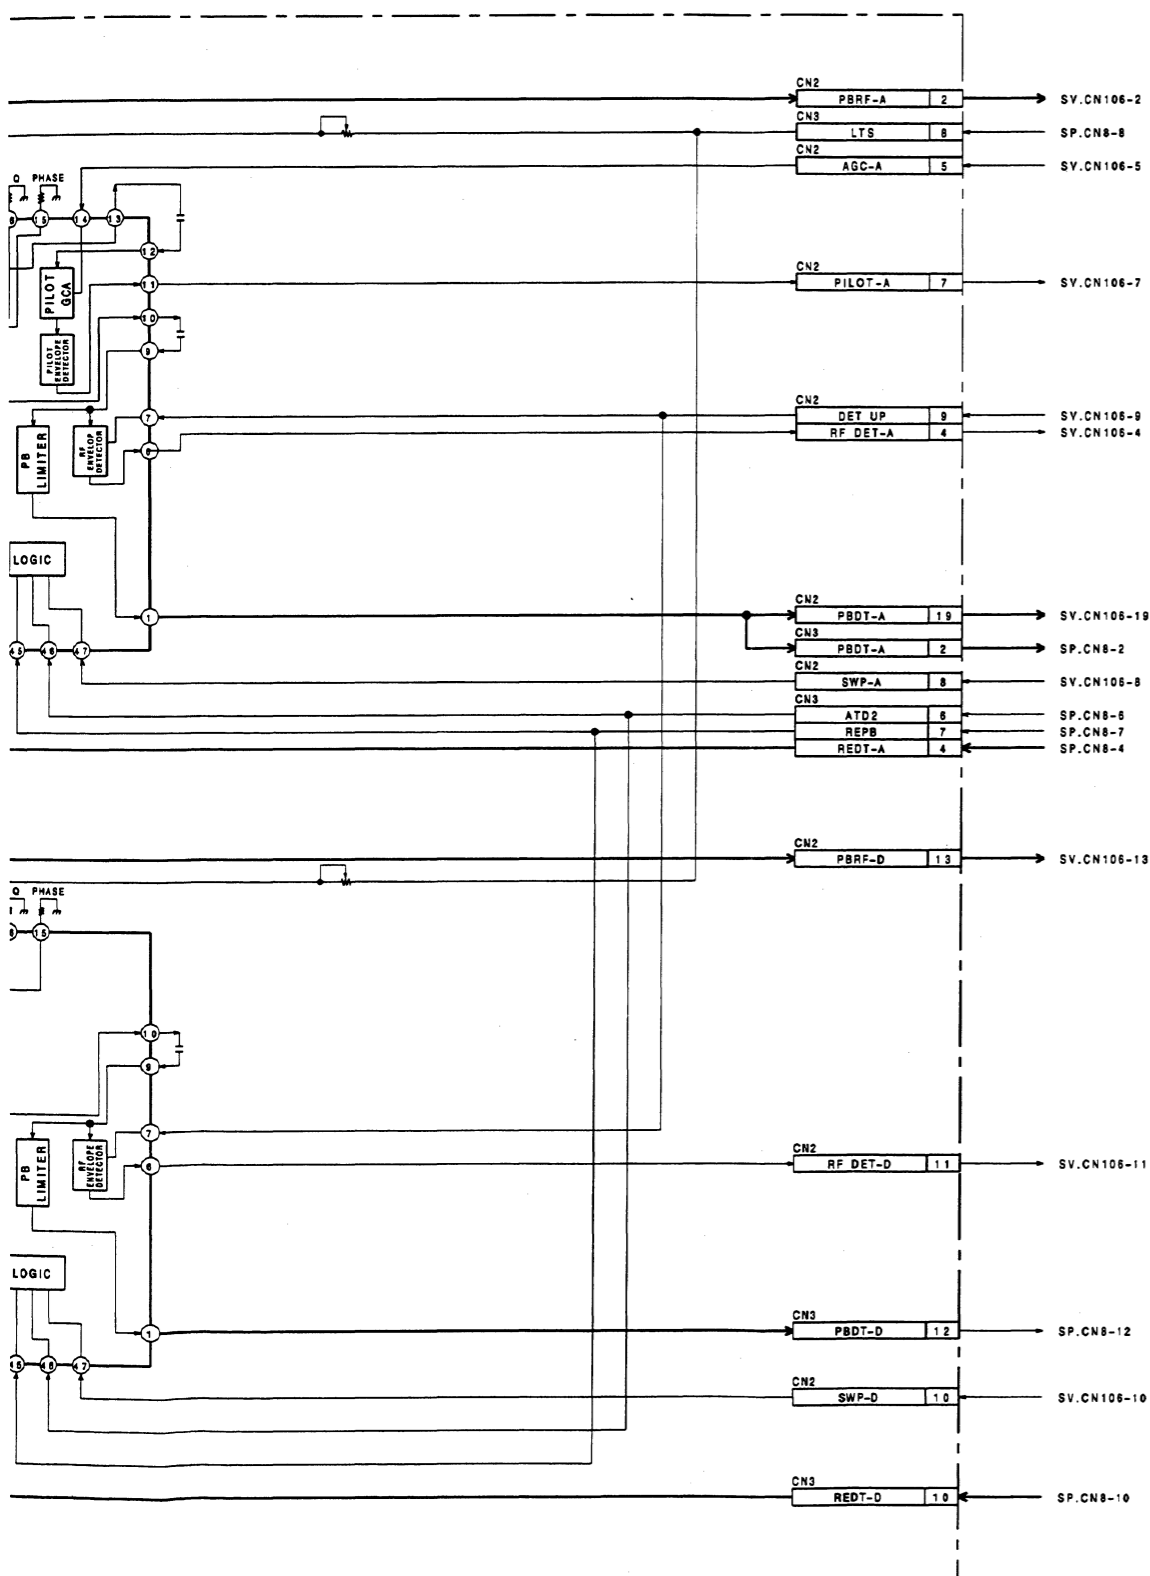 CN2
PBRF-A 2 SV.CN106-2
CN3
LTS 8 SP.CN8-8
CN2
AGC-A 5 SV.CN106-5
Q PHASE
6 15 14 13
12
PILOT GCA
11
CN2
PILOT-A 7 SV.CN106-7
10
PILOT ENVELOPE DETECTOR
9
CN2
7 DET UP 9 SV.CN106-9
RF DET-A 4 SV.CN106-4
PB LIMITER
RF ENVELOP DETECTOR
6
LOGIC
CN2
1 PBDT-A 19 SV.CN106-19
CN3
45 46 47 PBDT-A 2 SP.CN8-2
CN2
SWP-A 8 SV.CN106-8
CN3
ATD2 6 SP.CN8-6
REPB 7 SP.CN8-7
REDT-A 4 SP.CN8-4
CN2
PBRF-D 13 SV.CN106-13
Q PHASE
15
10
9
7
PB LIMITER
RF ENVELOPE DETECTOR
CN2
6 RF DET-D 11 SV.CN106-11
LOGIC
CN3
1 PBDT-D 12 SP.CN8-12
45 46 47
CN2
SWP-D 10 SV.CN106-10
CN3
REDT-D 10 SP.CN8-10